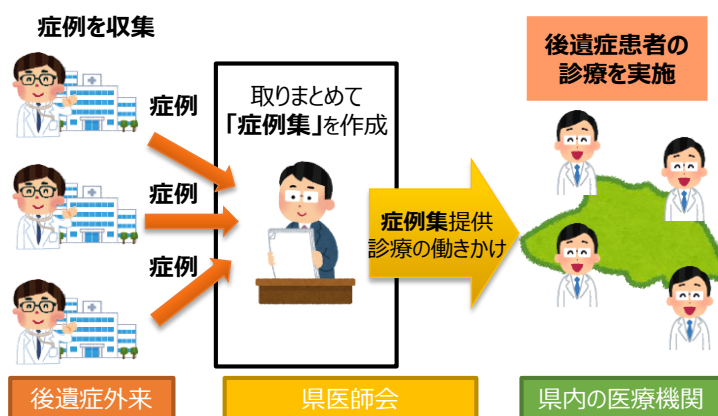 症例を収集
症例
症例
症例
取りまとめて
「症例集」を作成
症例集提供
診療の働きかけ
後遺症患者の
診療を実施
後遺症外来
県医師会
県内の医療機関